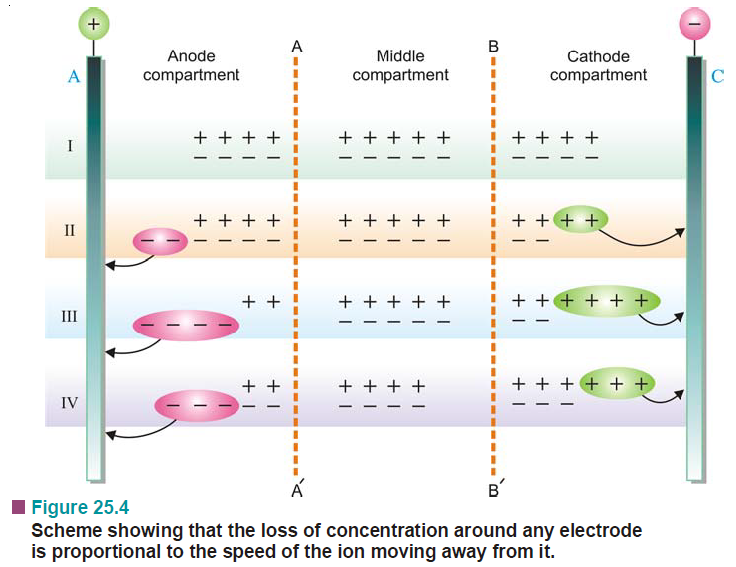 + −
Anode compartment A Middle compartment B Cathode compartment
A C
I + + + + + + + + + + + + +
− − − − − − − − − − − − −
II + + + + + + + + + + + + +
− − − − − − − − − − − − −
III + + + + + + + + + + + + +
− − − − − − − − − − −
IV + + + + + + + + + + + +
− − − − − − − − − − − −
A′ B′
Figure 25.4
Scheme showing that the loss of concentration around any electrode
is proportional to the speed of the ion moving away from it.